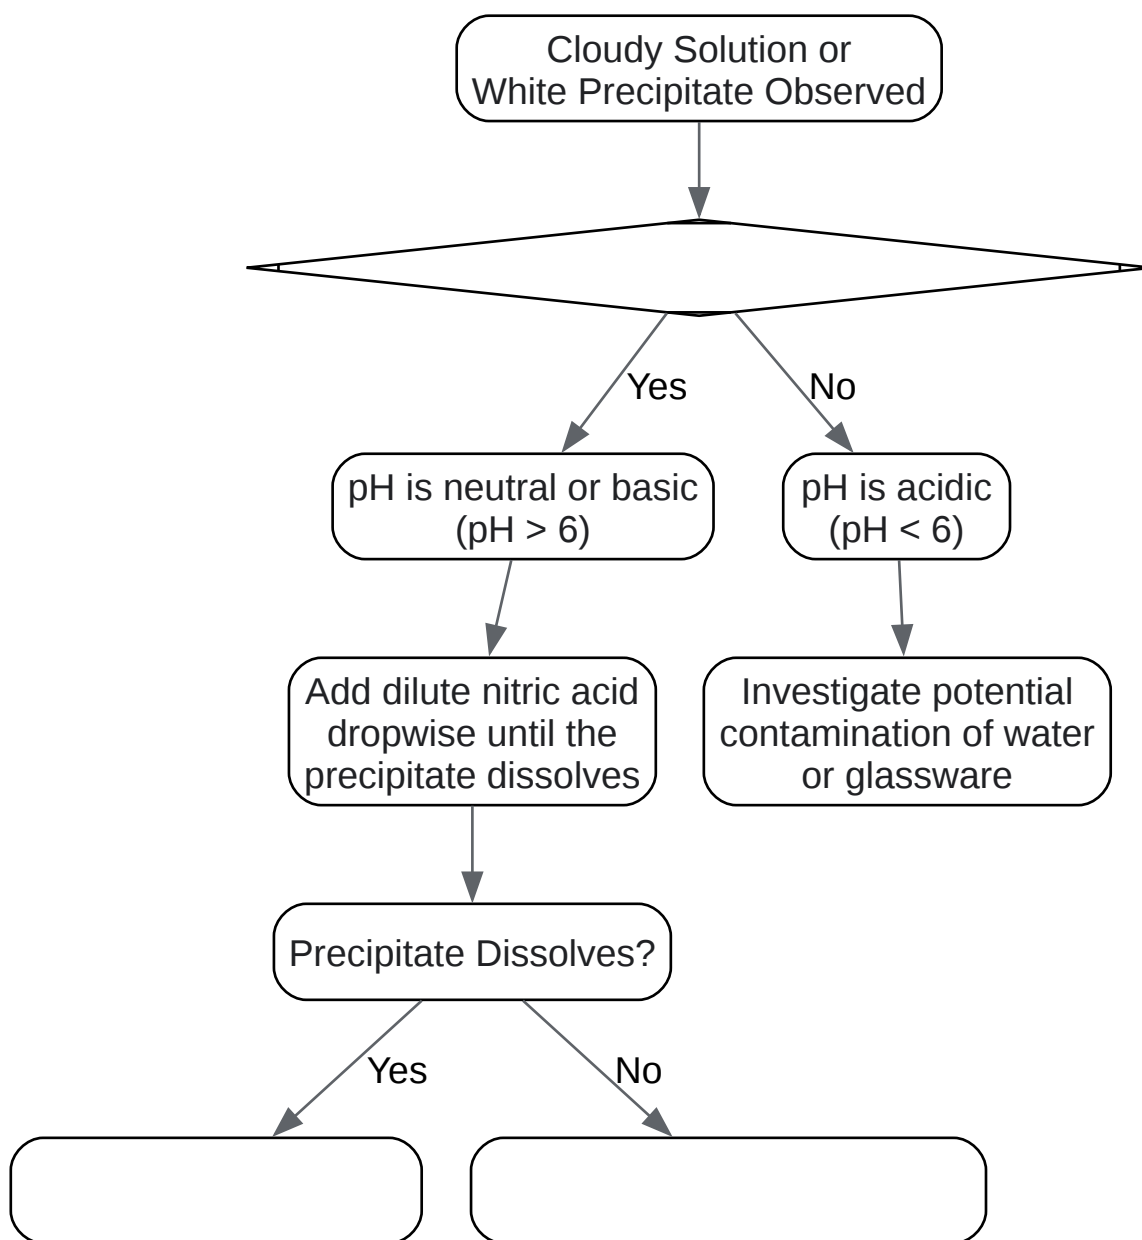 Cloudy Solution or
White Precipitate Observed
Yes
No
pH is neutral or basic
(pH > 6)
pH is acidic
(pH < 6)
Add dilute nitric acid
dropwise until the
precipitate dissolves
Investigate potential
contamination of water
or glassware
Precipitate Dissolves?
Yes
No